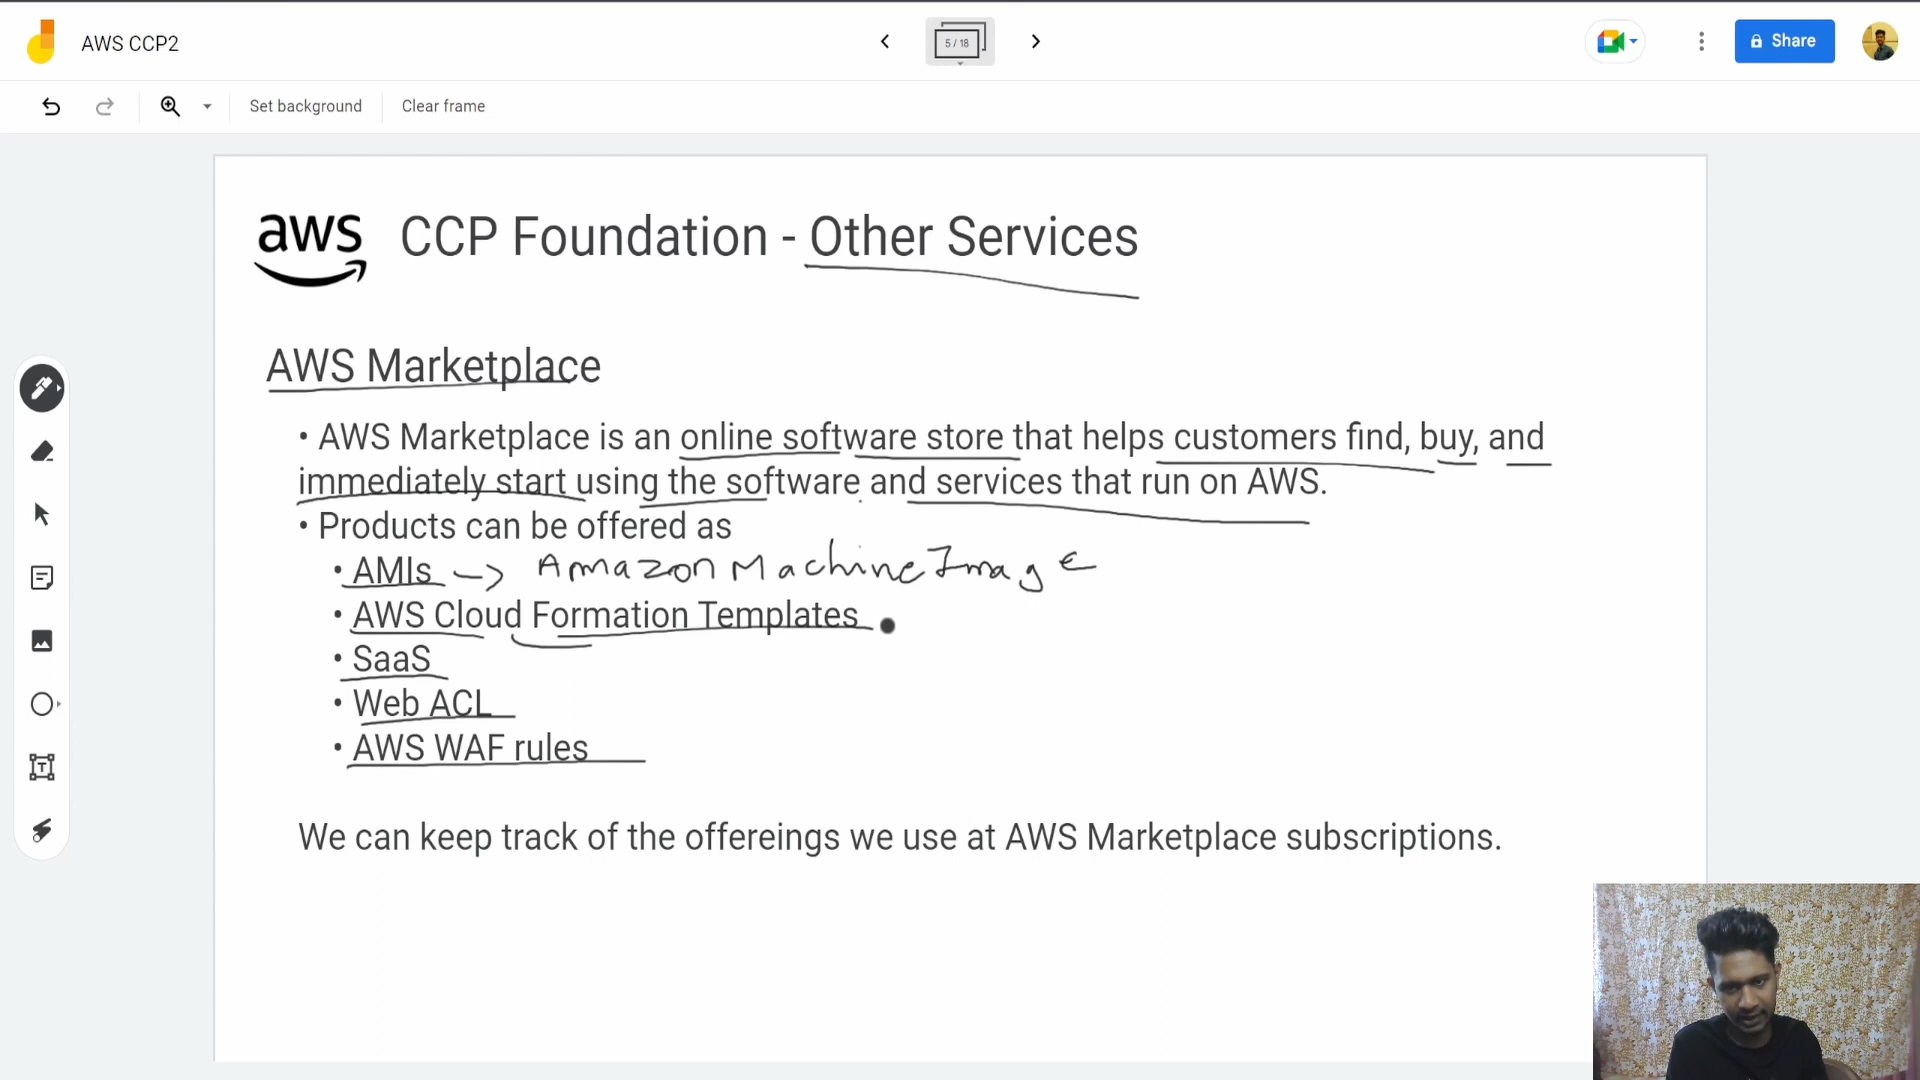 AWS CCP2
5 / 18
Share
Set background
Clear frame
aws CCP Foundation - Other Services
AWS Marketplace
• AWS Marketplace is an online software store that helps customers find, buy, and
immediately start using the software and services that run on AWS.
• Products can be offered as
• AMIs -> Amazon Machine Image
• AWS Cloud Formation Templates
• SaaS
• Web ACL
• AWS WAF rules
We can keep track of the offereings we use at AWS Marketplace subscriptions.